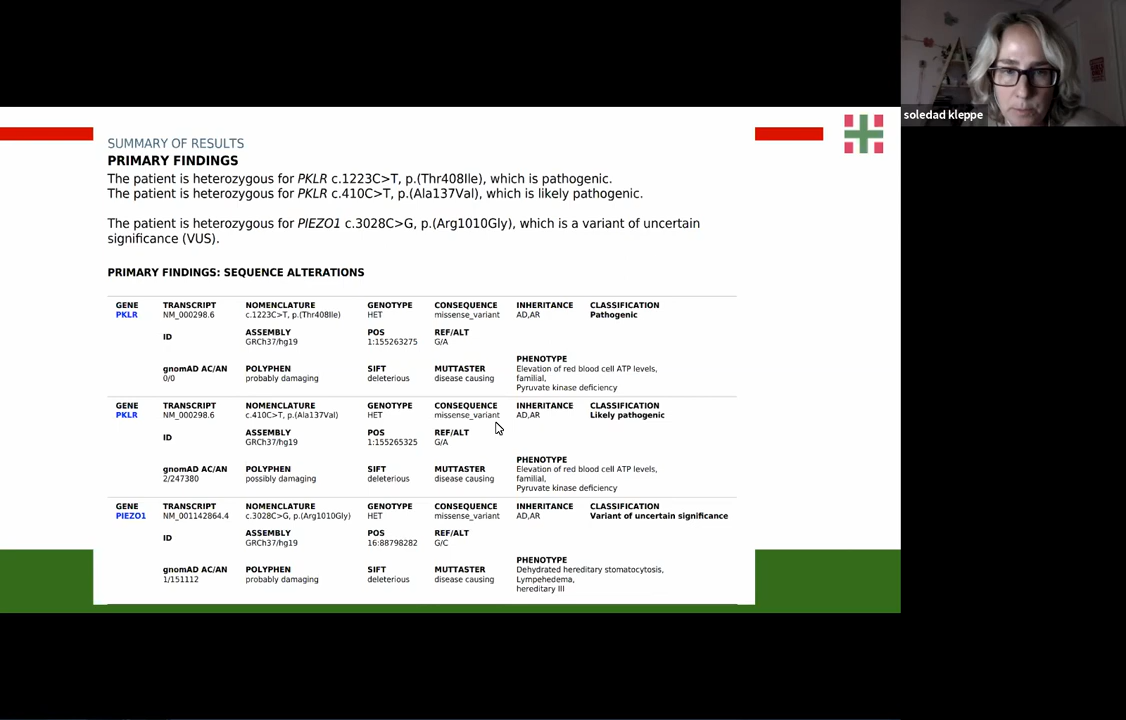 soledad kleppe
SUMMARY OF RESULTS
PRIMARY FINDINGS
The patient is heterozygous for PKLR c.1223C>T, p.(Thr408Ile), which is pathogenic.
The patient is heterozygous for PKLR c.410C>T, p.(Ala137Val), which is likely pathogenic.
The patient is heterozygous for PIEZO1 c.3028C>G, p.(Arg1010Gly), which is a variant of uncertain
significance (VUS).
PRIMARY FINDINGS: SEQUENCE ALTERATIONS
GENE TRANSCRIPT NOMENCLATURE GENOTYPE CONSEQUENCE INHERITANCE CLASSIFICATION
PKLR NM_000298.6 c.1223C>T, p.(Thr408Ile) HET missense_variant AD,AR Pathogenic
ID ASSEMBLY POS REF/ALT
GRCh37/hg19 1:155263275 G/A
PHENOTYPE
gnomAD AC/AN POLYPHEN SIFT MUTTASTER Elevation of red blood cell ATP levels,
0/0 probably damaging deleterious disease causing familial,
Pyruvate kinase deficiency
GENE TRANSCRIPT NOMENCLATURE GENOTYPE CONSEQUENCE INHERITANCE CLASSIFICATION
PKLR NM_000298.6 c.410C>T, p.(Ala137Val) HET missense_variant AD,AR Likely pathogenic
ID ASSEMBLY POS REF/ALT
GRCh37/hg19 1:155265325 G/A
PHENOTYPE
gnomAD AC/AN POLYPHEN SIFT MUTTASTER Elevation of red blood cell ATP levels,
2/247380 possibly damaging deleterious disease causing familial,
Pyruvate kinase deficiency
GENE TRANSCRIPT NOMENCLATURE GENOTYPE CONSEQUENCE INHERITANCE CLASSIFICATION
PIEZO1 NM_001142864.4 c.3028C>G, p.(Arg1010Gly) HET missense_variant AD,AR Variant of uncertain significance
ID ASSEMBLY POS REF/ALT
GRCh37/hg19 16:88798282 G/C
PHENOTYPE
gnomAD AC/AN POLYPHEN SIFT MUTTASTER Dehydrated hereditary stomatocytosis,
1/151112 probably damaging deleterious disease causing Lympehedema,
hereditary III